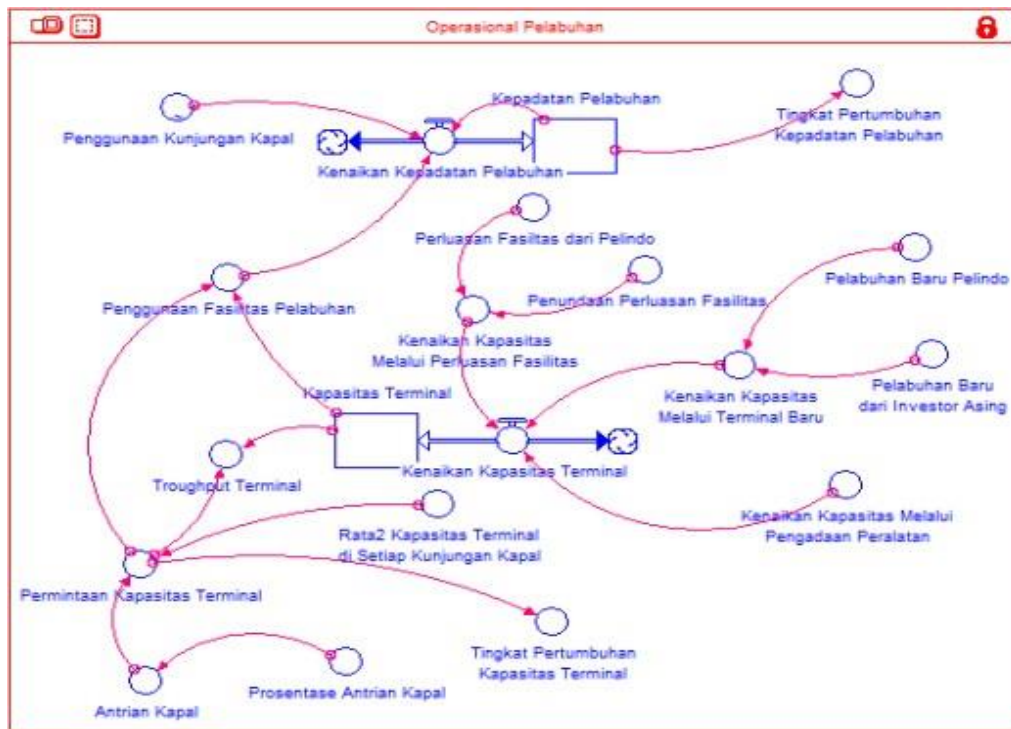 Operasional Pelabuhan
Kepadatan Pelabuhan
Tingkat Pertumbuhan
Kepadatan Pelabuhan
Penggunaan Kunjungan Kapal
Kenaikan Kepadatan Pelabuhan
Perluasan Fasiltas dari Pelindo
Pelabuhan Baru Pelindo
Penggunaan Fasilitas Pelabuhan
Penundaan Perluasan Fasilitas
Kenaikan Kapasitas
Melalui Perluasan Fasilitas
Kapasitas Terminal
Kenaikan Kapasitas
Melalui Terminal Baru
Pelabuhan Baru
dari Investor Asing
Troughput Terminal
Kenaikan Kapasitas Terminal
Rata2 Kapasitas Terminal
di Setiap Kunjungan Kapal
Kenaikan Kapasitas Melalui
Pengadaan Peralatan
Permintaan Kapasitas Terminal
Tingkat Pertumbuhan
Kapasitas Terminal
Prosentase Antrian Kapal
Antrian Kapal